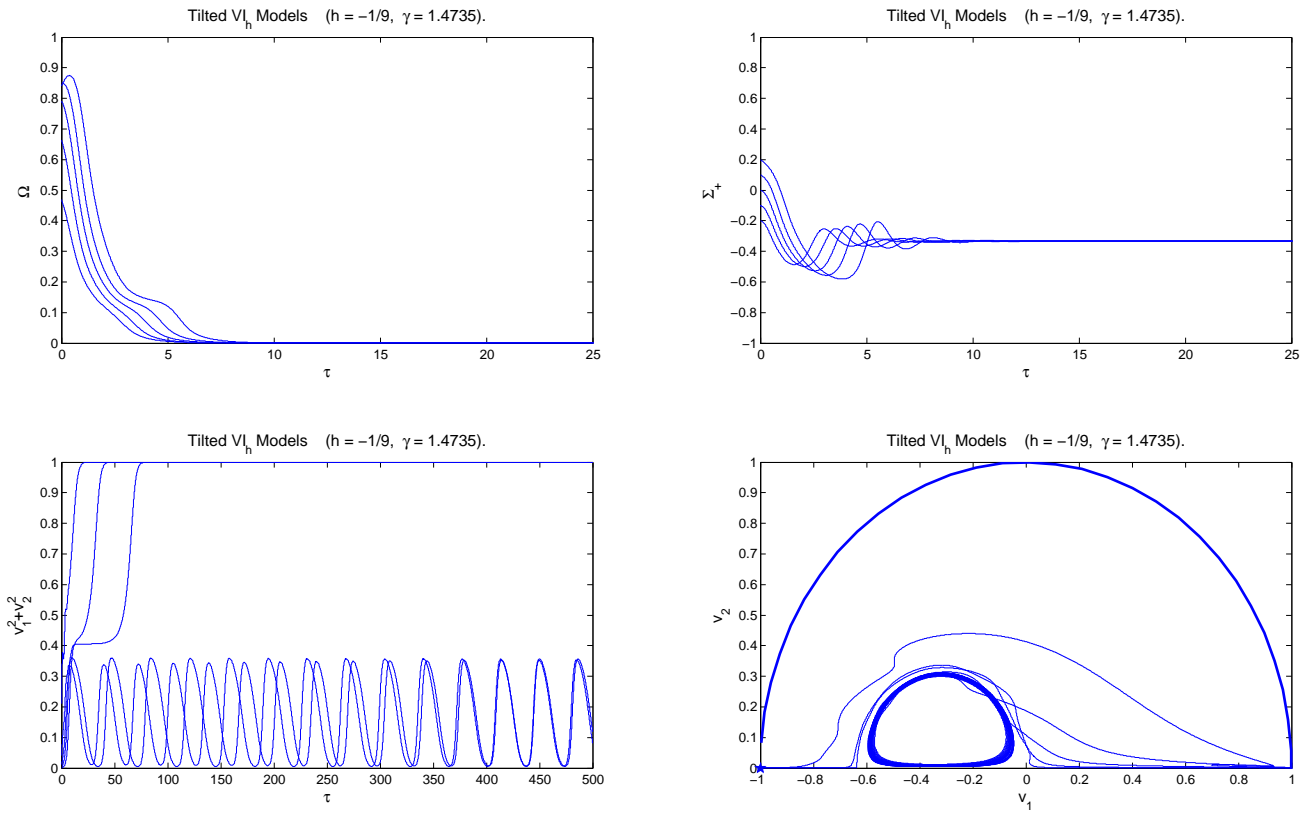 Tilted VI_h Models (h = −1/9, γ = 1.4735).
1
0.9
0.8
0.7
0.6
0.5
0.4
0.3
0.2
0.1
0
Ω
0 5 10 15 20 25
τ
Tilted VI_h Models (h = −1/9, γ = 1.4735).
1
0.8
0.6
0.4
0.2
0
−0.2
−0.4
−0.6
−0.8
−1
Σ_+
0 5 10 15 20 25
τ
Tilted VI_h Models (h = −1/9, γ = 1.4735).
1
0.9
0.8
0.7
0.6
0.5
0.4
0.3
0.2
0.1
0
v_1^2+v_2^2
0 50 100 150 200 250 300 350 400 450 500
τ
Tilted VI_h Models (h = −1/9, γ = 1.4735).
1
0.9
0.8
0.7
0.6
0.5
0.4
0.3
0.2
0.1
0
v_2
−1 −0.8 −0.6 −0.4 −0.2 0 0.2 0.4 0.6 0.8 1
v_1